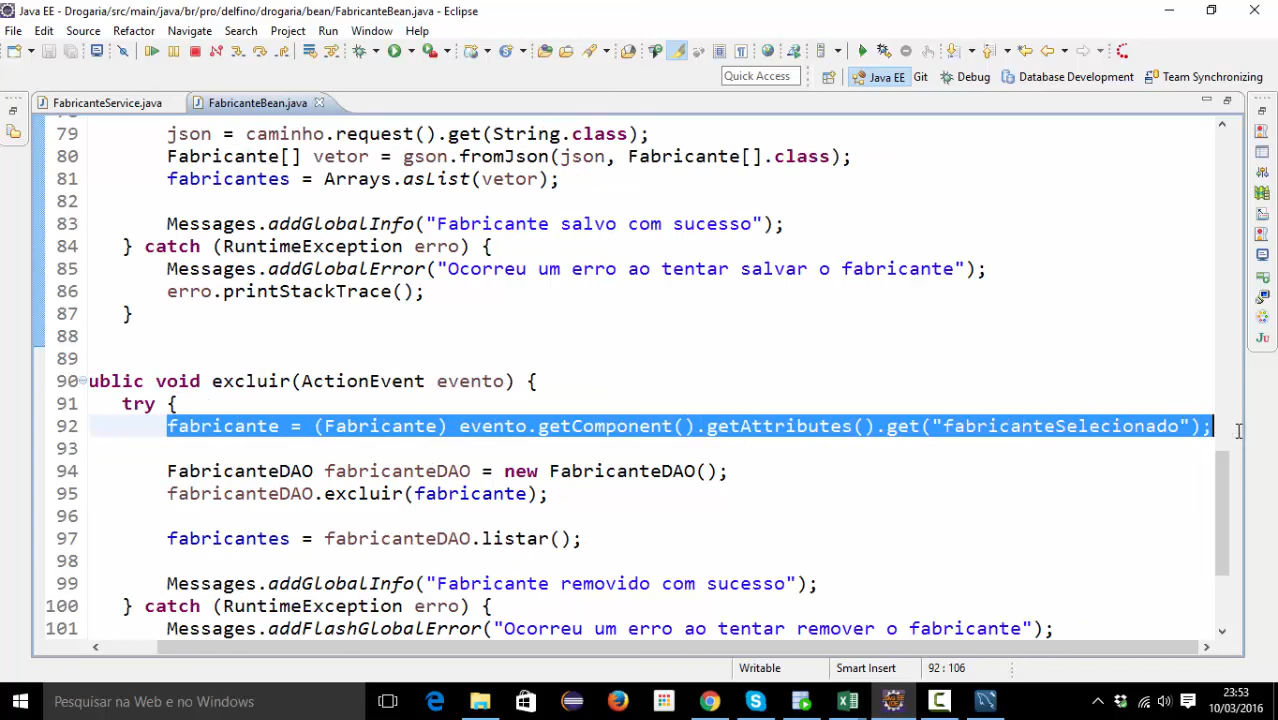 Java EE - Drogaria/src/main/java/br/pro/delfino/drogaria/bean/FabricanteBean.java - Eclipse
File Edit Source Refactor Navigate Search Project Run Window Help
Quick Access Java EE Git Debug Database Development Team Synchronizing
FabricanteService.java FabricanteBean.java
79 json = caminho.request().get(String.class);
80 Fabricante[] vetor = gson.fromJson(json, Fabricante[].class);
81 fabricantes = Arrays.asList(vetor);
82
83 Messages.addGlobalInfo("Fabricante salvo com sucesso");
84 } catch (RuntimeException erro) {
85 Messages.addGlobalError("Ocorreu um erro ao tentar salvar o fabricante");
86 erro.printStackTrace();
87 }
88
89
90 ublic void excluir(ActionEvent evento) {
91 try {
92 fabricante = (Fabricante) evento.getComponent().getAttributes().get("fabricanteSelecionado");
93
94 FabricanteDAO fabricanteDAO = new FabricanteDAO();
95 fabricanteDAO.excluir(fabricante);
96
97 fabricantes = fabricanteDAO.listar();
98
99 Messages.addGlobalInfo("Fabricante removido com sucesso");
100 } catch (RuntimeException erro) {
101 Messages.addFlashGlobalError("Ocorreu um erro ao tentar remover o fabricante");
Writable Smart Insert 92 : 106
Pesquisar na Web e no Windows
23:53
10/03/2016